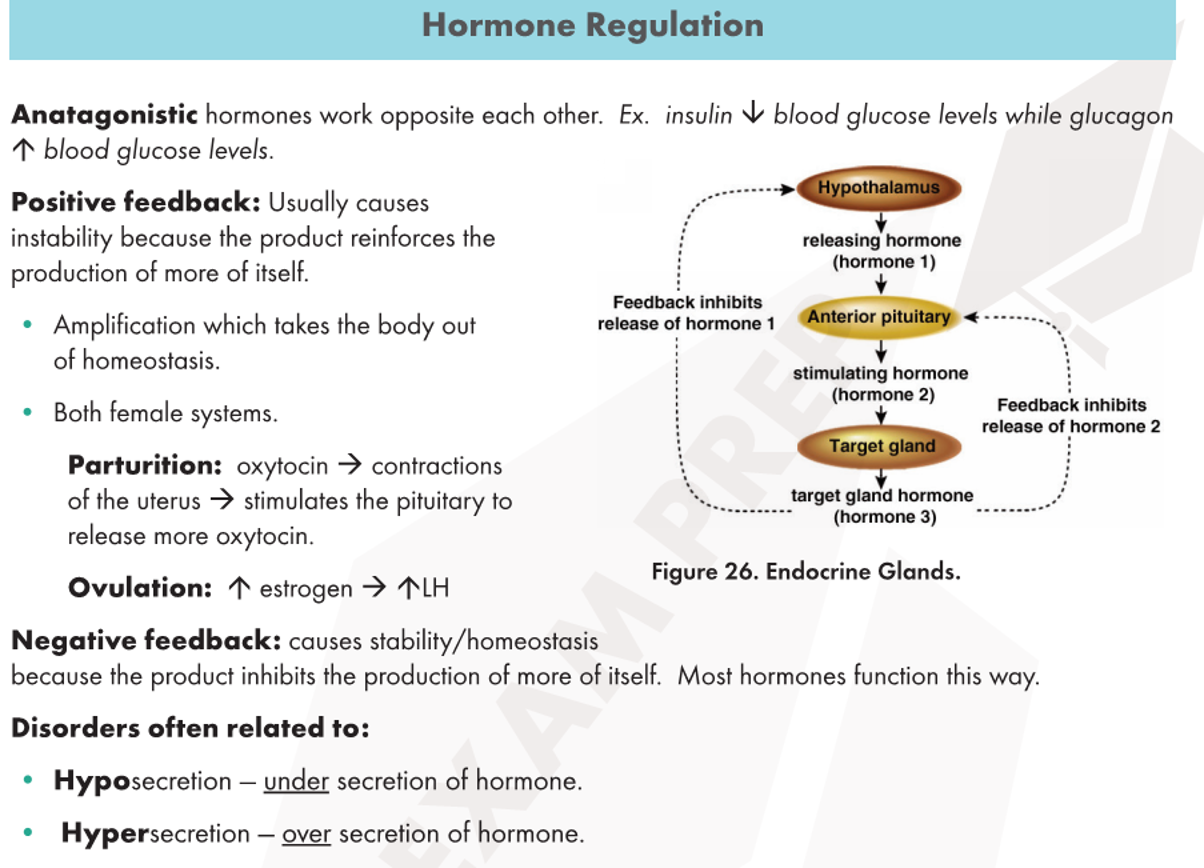 Hormone Regulation
Anatagonistic hormones work opposite each other. Ex. insulin ↓ blood glucose levels while glucagon
↑ blood glucose levels.
Positive feedback: Usually causes
instability because the product reinforces the
production of more of itself.
• Amplification which takes the body out
of homeostasis.
• Both female systems.
Parturition: oxytocin → contractions
of the uterus → stimulates the pituitary to
release more oxytocin.
Ovulation: ↑ estrogen → ↑LH
Hypothalamus
releasing hormone
(hormone 1)
Feedback inhibits
release of hormone 1
Anterior pituitary
stimulating hormone
(hormone 2)
Feedback inhibits
release of hormone 2
Target gland
target gland hormone
(hormone 3)
Figure 26. Endocrine Glands.
Negative feedback: causes stability/homeostasis
because the product inhibits the production of more of itself. Most hormones function this way.
Disorders often related to:
• Hyposecretion – under secretion of hormone.
• Hypersecretion – over secretion of hormone.
EXAM PREP